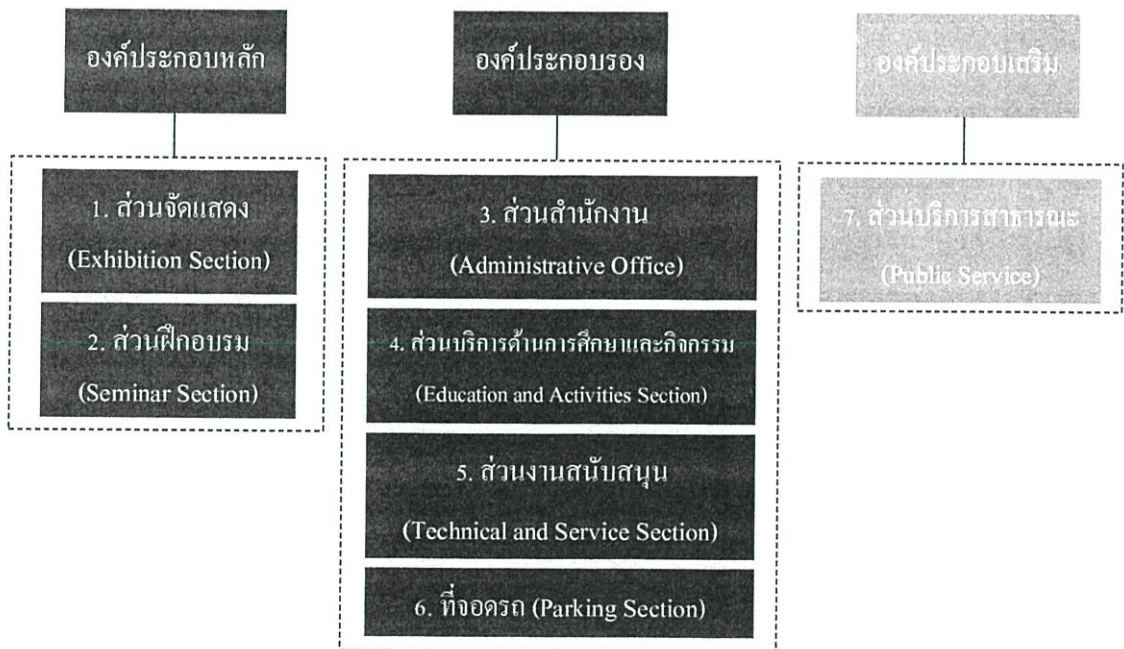 องค์ประกอบหลัก
1. ส่วนจัดแสดง
(Exhibition Section)
2. ส่วนฝึกอบรม
(Seminar Section)
องค์ประกอบรอง
3. ส่วนสำนักงาน
(Administrative Office)
4. ส่วนบริการด้านการศึกษาและกิจกรรม
(Education and Activities Section)
5. ส่วนงานสนับสนุน
(Technical and Service Section)
6. ที่จอดรถ (Parking Section)
องค์ประกอบเสริม
7. ส่วนบริการสาธารณะ
(Public Service)